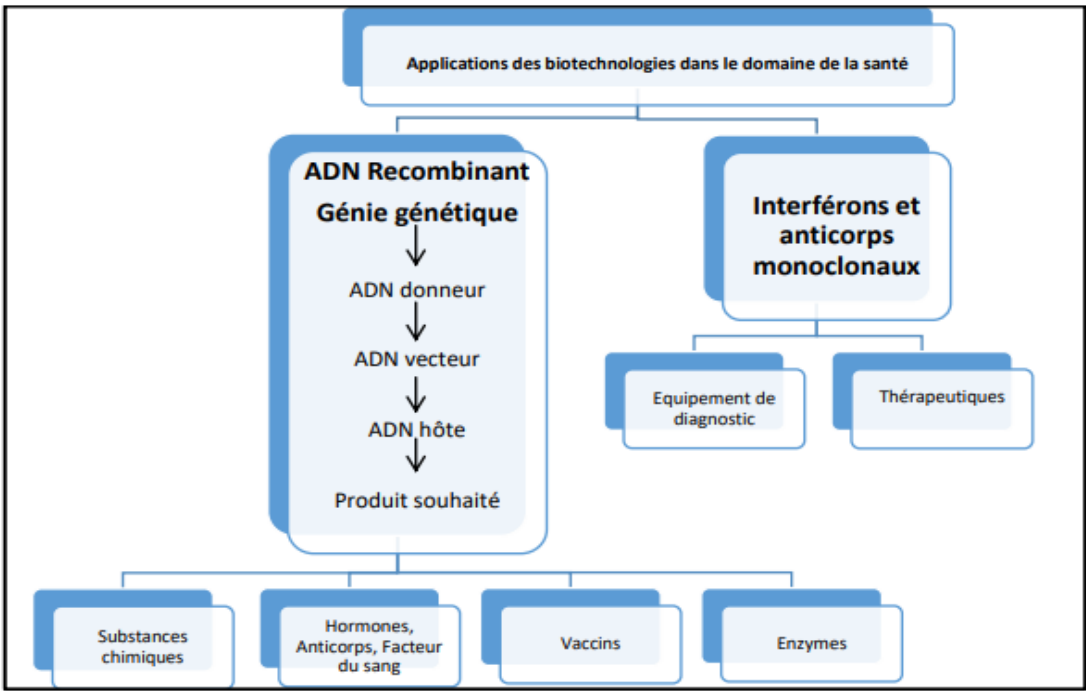 Applications des biotechnologies dans le domaine de la santé
ADN Recombinant
Génie génétique
ADN donneur
ADN vecteur
ADN hôte
Produit souhaité
Interférons et
anticorps
monoclonaux
Equipement de
diagnostic
Thérapeutiques
Substances
chimiques
Hormones,
Anticorps, Facteur
du sang
Vaccins
Enzymes